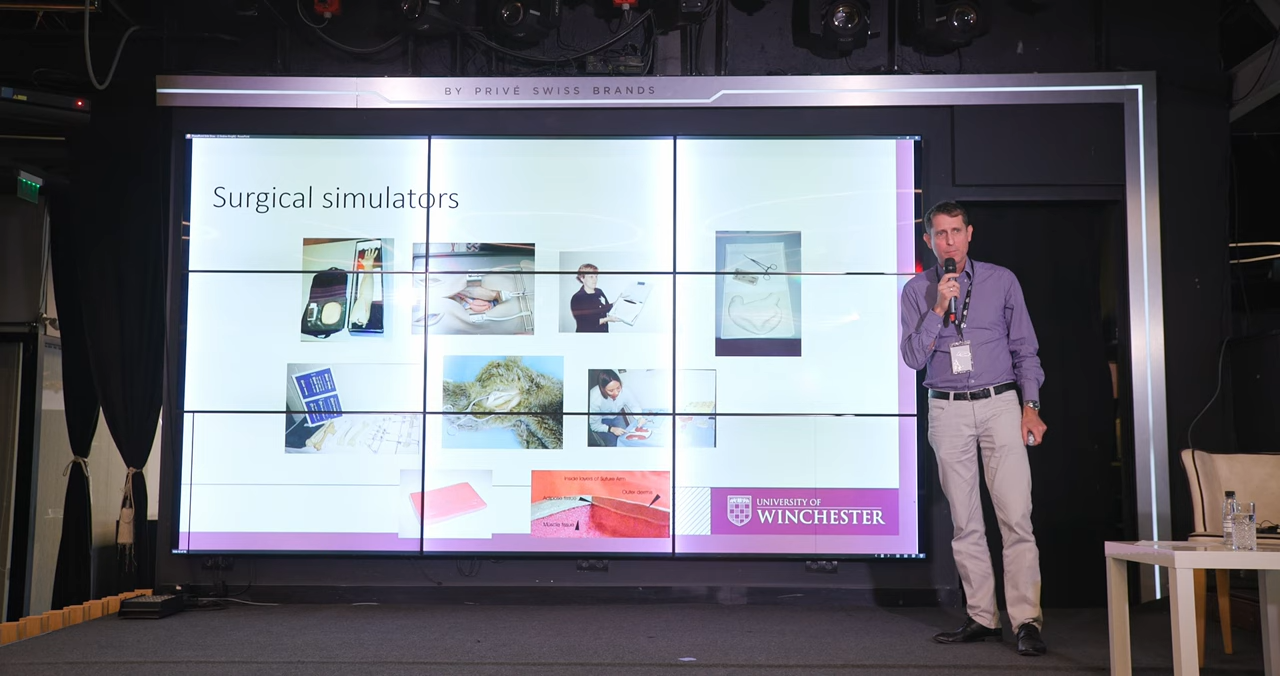 BY PRIVÉ SWISS BRANDS
Surgical simulators
Inside layers of Suture Arm
Adipose tissue
Outer dermis
Muscle tissue
UNIVERSITY OF
WINCHESTER